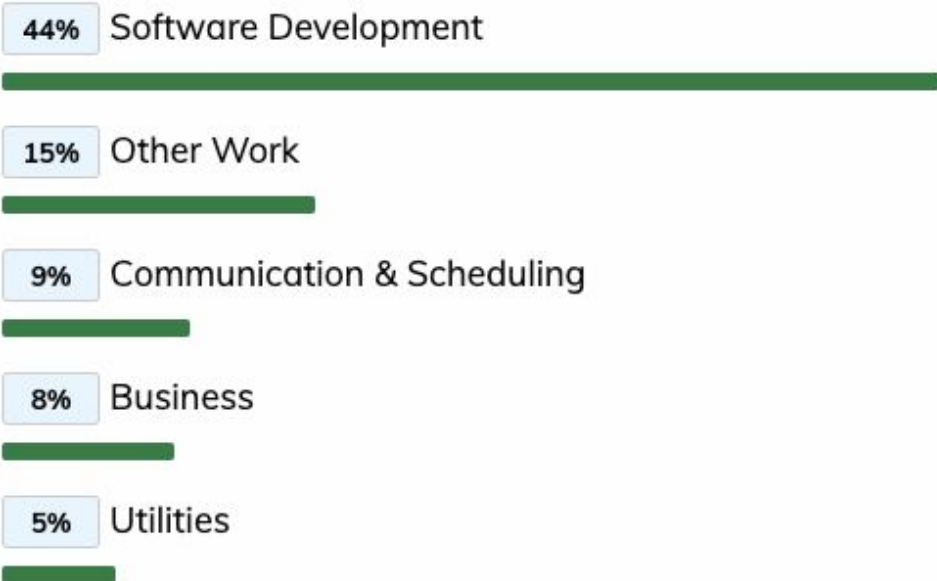 44% Software Development
15% Other Work
9% Communication & Scheduling
8% Business
5% Utilities